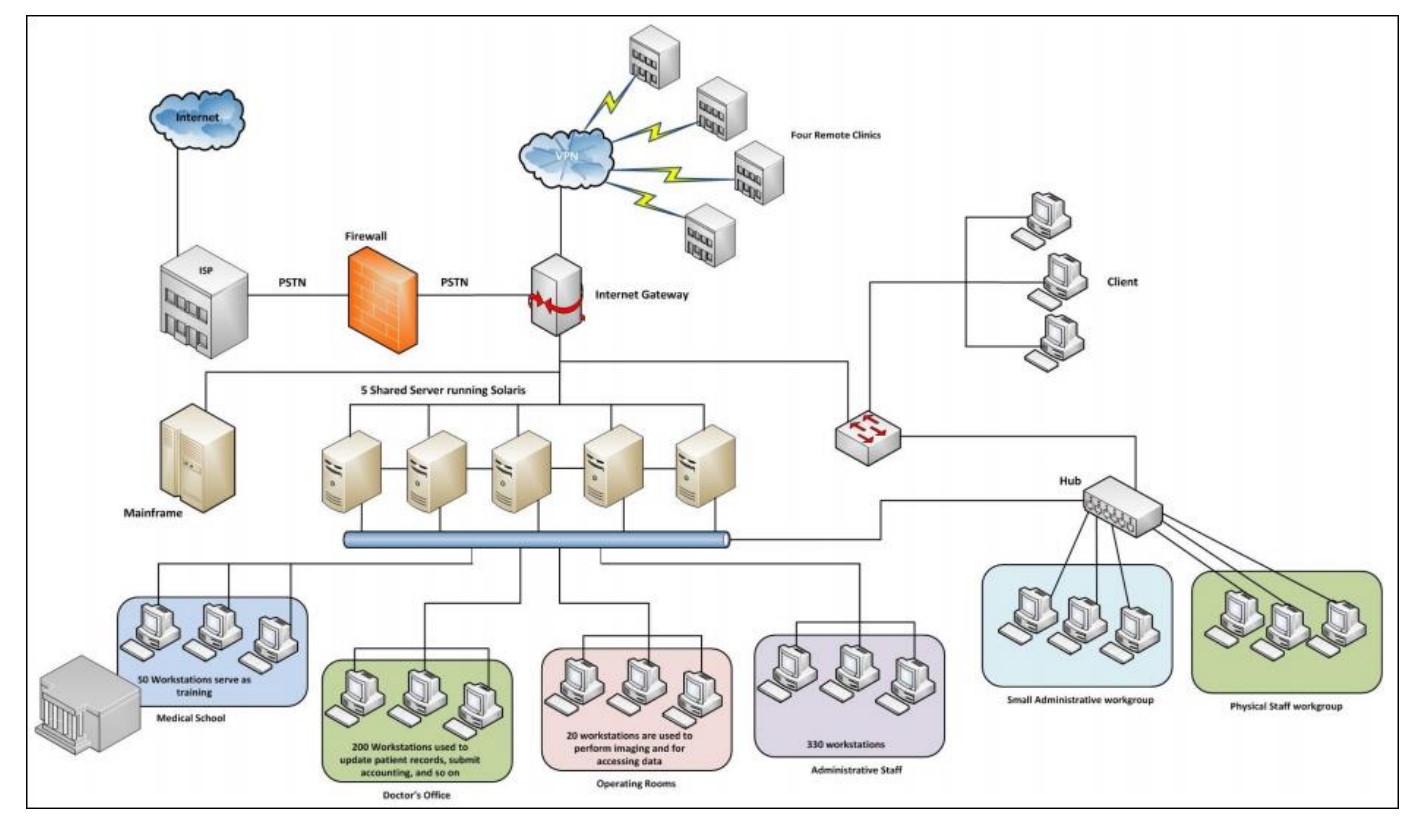 Internet
VPN
Four Remote Clinics
Firewall
ISP
PSTN
PSTN
Internet Gateway
Client
5 Shared Server running Solaris
Mainframe
Hub
50 Workstations serve as
training
Medical School
200 Workstations used to
update patient records, submit
accounting, and so on
Doctor's Office
20 workstations are used to
perform imaging and for
accessing data
Operating Rooms
330 workstations
Administrative Staff
Small Administrative workgroup
Physical Staff workgroup